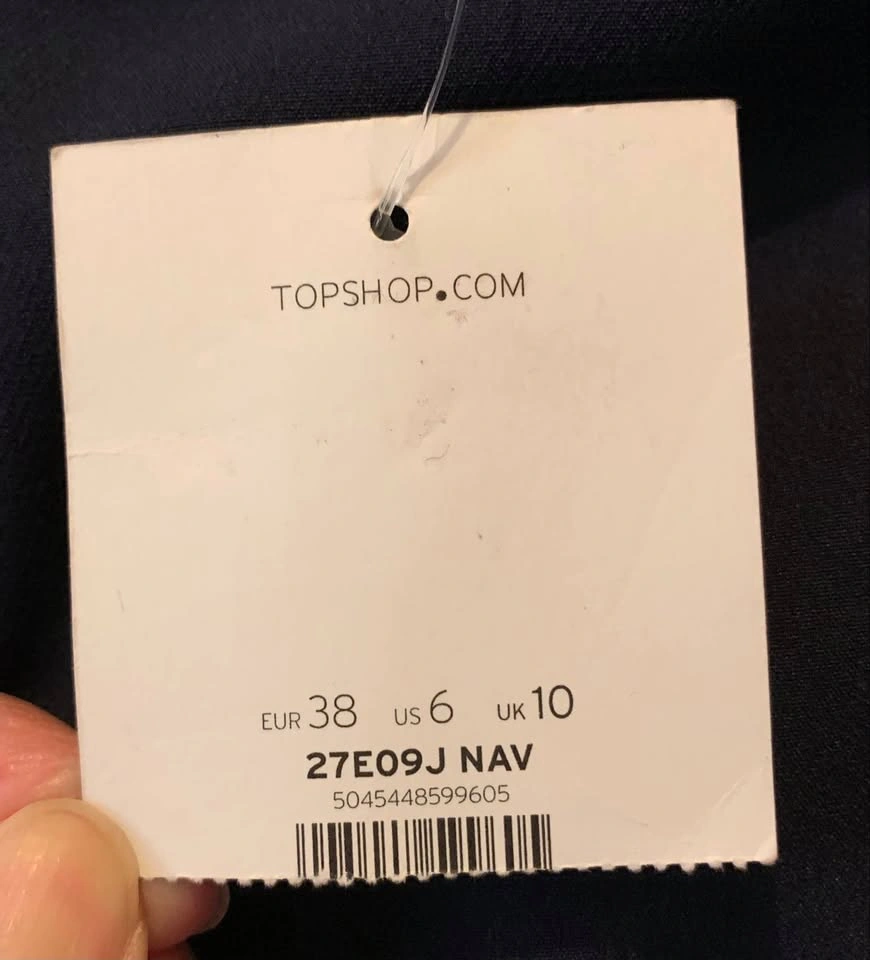 TOPSHOP.COM
EUR 38 US 6 UK 10
27E09J NAV
5045448599605